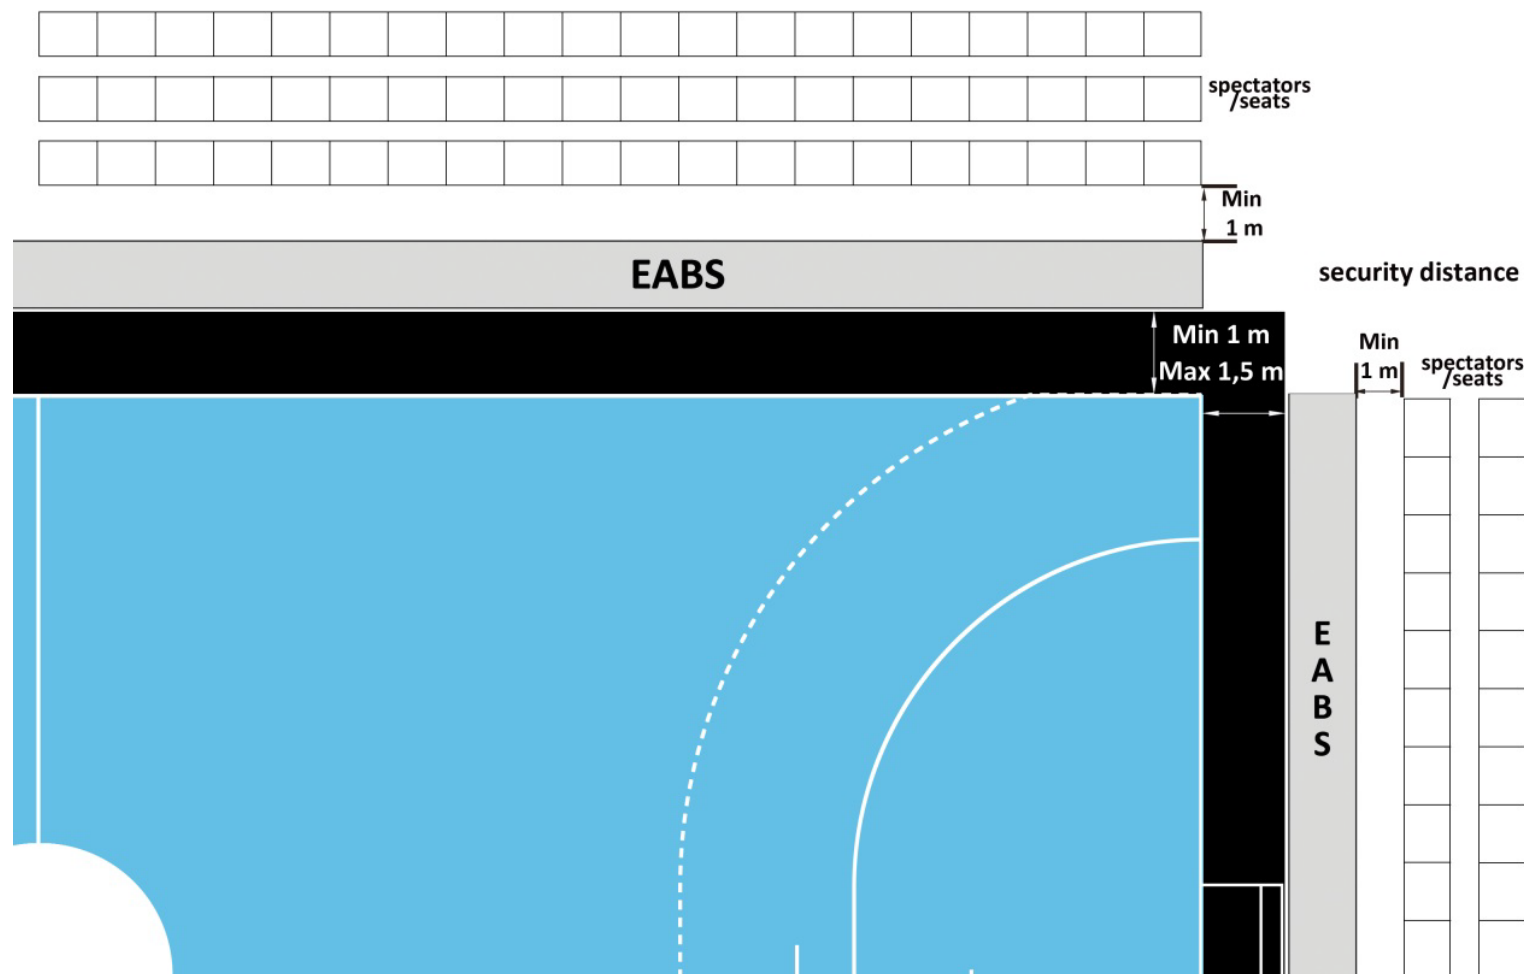 spectators
/seats
Min
1 m
EABS
security distance
Min 1 m
Max 1,5 m
Min
1 m
spectators
/seats
E
A
B
S